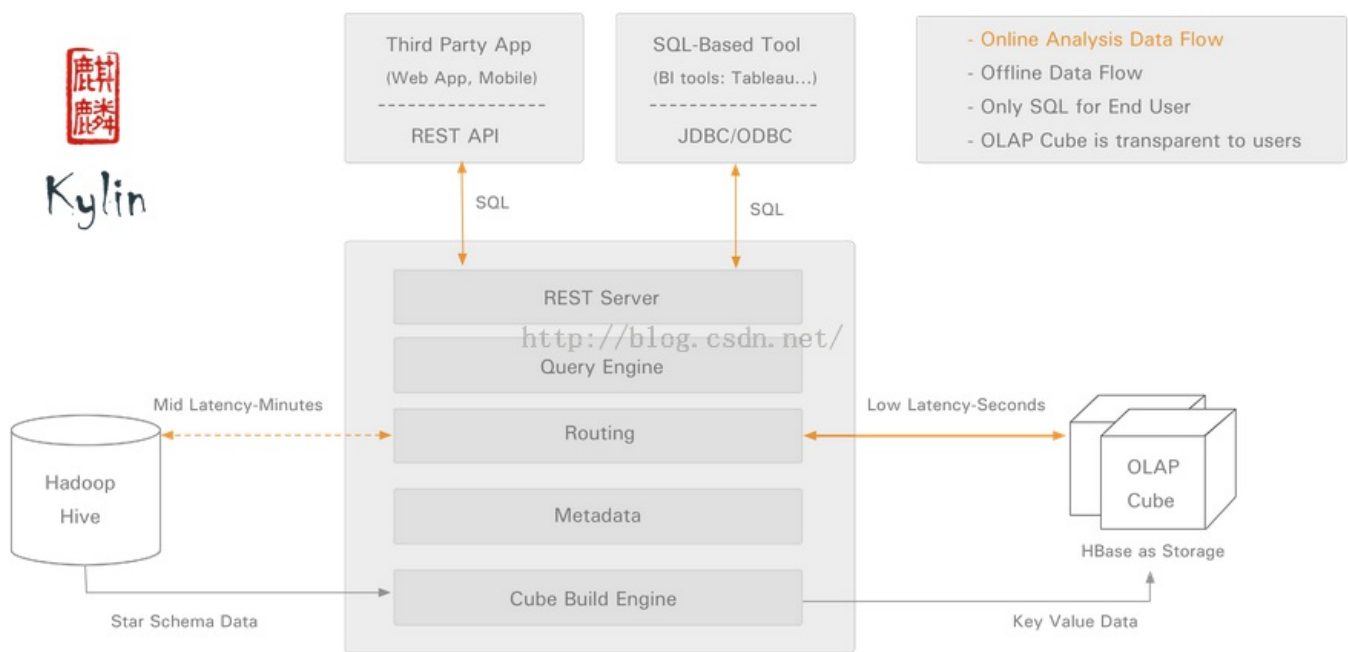 麒
麟
Kylin
Third Party App
(Web App, Mobile)
REST API
SQL-Based Tool
(BI tools: Tableau...)
JDBC/ODBC
- Online Analysis Data Flow
- Offline Data Flow
- Only SQL for End User
- OLAP Cube is transparent to users
SQL
SQL
REST Server
http://blog.csdn.net/
Query Engine
Mid Latency-Minutes
Low Latency-Seconds
Routing
Hadoop
Hive
OLAP
Cube
Metadata
HBase as Storage
Cube Build Engine
Star Schema Data
Key Value Data